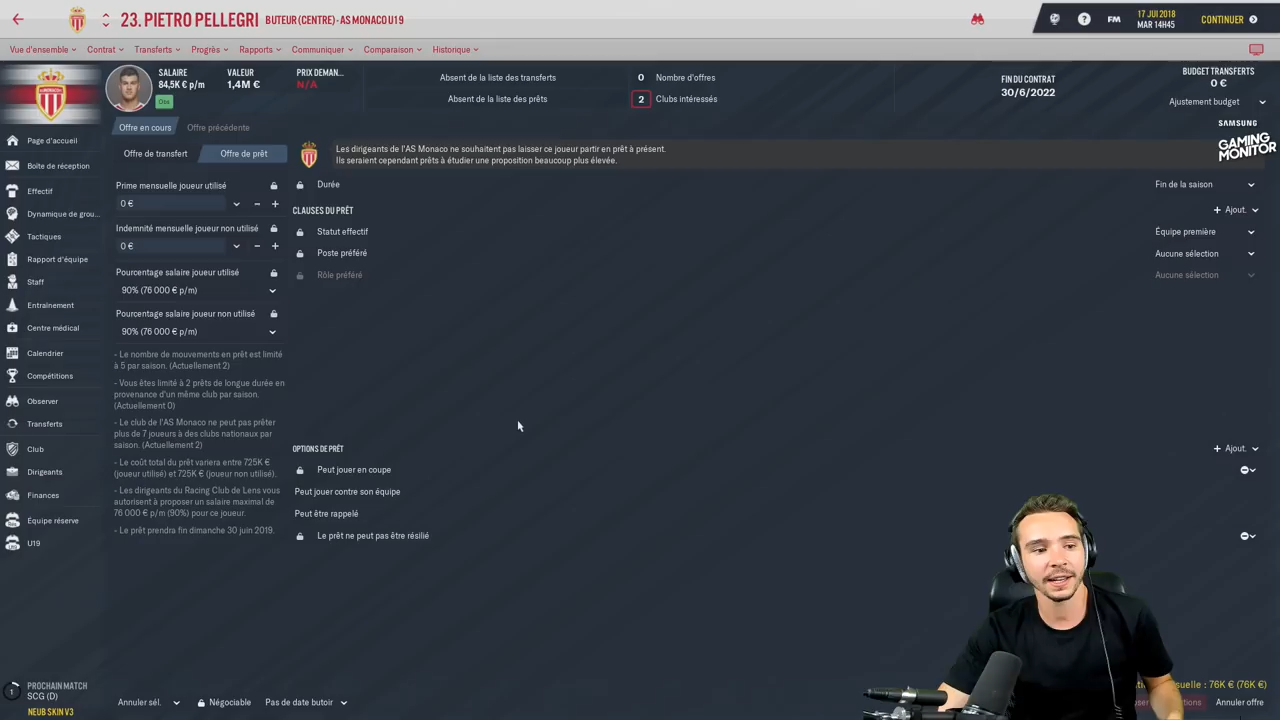 23. PIETRO PELLEGRI BUTEUR (CENTRE) - AS MONACO U19
FM 17 JUI 2018
MAR 14H45
CONTINUER
Vue d'ensemble Contrat Transferts Progrès Rapports Communiquer Comparaison Historique
SALAIRE
84,5K € p/m
VALEUR
1,4M €
PRIX DEMAN...
N/A
Obs
Absent de la liste des transferts
Absent de la liste des prêts
0 Nombre d'offres
2 Clubs intéressés
FIN DU CONTRAT
30/6/2022
BUDGET TRANSFERTS
0 €
Ajustement budget
SAMSUNG
GAMING
MONITOR
Page d'accueil
Boîte de réception
Effectif
Dynamique de grou...
Tactiques
Rapport d'équipe
Staff
Entraînement
Centre médical
Calendrier
Compétitions
Observer
Transferts
Club
Dirigeants
Finances
Équipe réserve
U19
Offre en cours Offre précédente
Offre de transfert Offre de prêt
Prime mensuelle joueur utilisé
0 €
Indemnité mensuelle joueur non utilisé
0 €
Pourcentage salaire joueur utilisé
90% (76 000 € p/m)
Pourcentage salaire joueur non utilisé
90% (76 000 € p/m)
- Le nombre de mouvements en prêt est limité
à 5 par saison. (Actuellement 2)
- Vous êtes limité à 2 prêts de longue durée en
provenance d'un même club par saison.
(Actuellement 0)
- Le club de l'AS Monaco ne peut pas prêter
plus de 7 joueurs à des clubs nationaux par
saison. (Actuellement 2)
- Le coût total du prêt variera entre 725K €
(joueur utilisé) et 725K € (joueur non utilisé).
- Les dirigeants du Racing Club de Lens vous
autorisent à proposer un salaire maximal de
76 000 € p/m (90%) pour ce joueur.
- Le prêt prendra fin dimanche 30 juin 2019.
Les dirigeants de l'AS Monaco ne souhaitent pas laisser ce joueur partir en prêt à présent.
Ils seraient cependant prêts à étudier une proposition beaucoup plus élevée.
Durée Fin de la saison
CLAUSES DU PRÊT Ajout.
Statut effectif Équipe première
Poste préféré Aucune sélection
Rôle préféré Aucune sélection
OPTIONS DE PRÊT Ajout.
Peut jouer en coupe
Peut jouer contre son équipe
Peut être rappelé
Le prêt ne peut pas être résilié
1 PROCHAIN MATCH
SCG (D)
NEUB SKIN V3
Annuler sél. Négociable Pas de date butoir
: 76K € (76K €)
Annuler offre